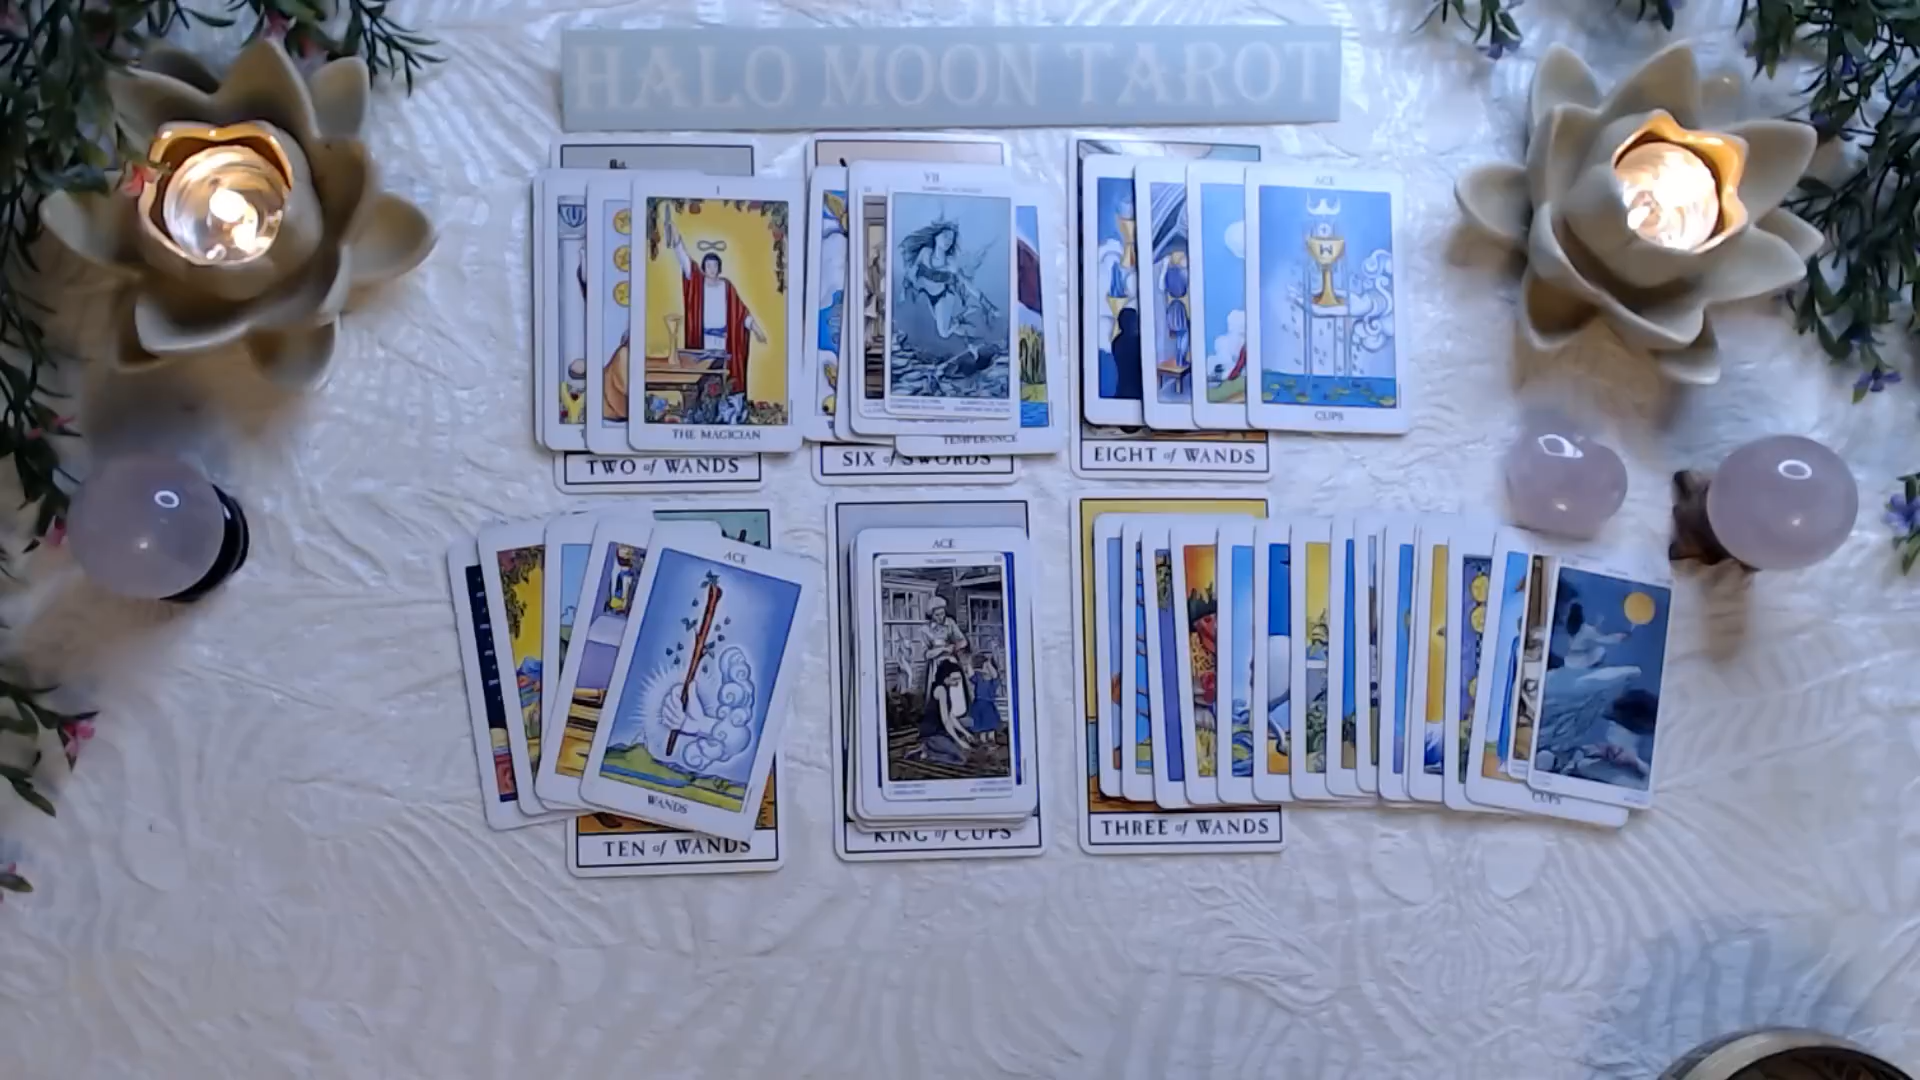 HALO MOON TAROT
I
THE MAGICIAN
TWO of WANDS
VII
TEMPERANCE
SIX of SWORDS
ACE
CUPS
EIGHT of WANDS
ACE
WANDS
TEN of WANDS
ACE
KING of CUPS
CUPS
THREE of WANDS